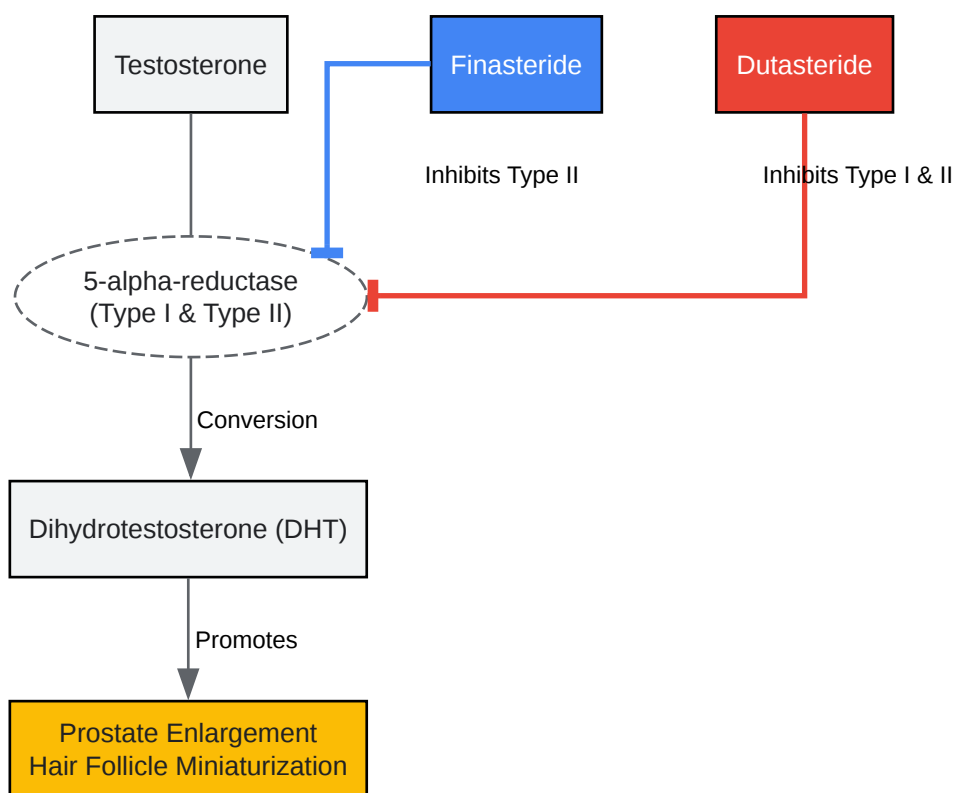 Testosterone
Finasteride
Dutasteride
Inhibits Type II
Inhibits Type I & II
5-alpha-reductase
(Type I & Type II)
Conversion
Dihydrotestosterone (DHT)
Promotes
Prostate Enlargement
Hair Follicle Miniaturization